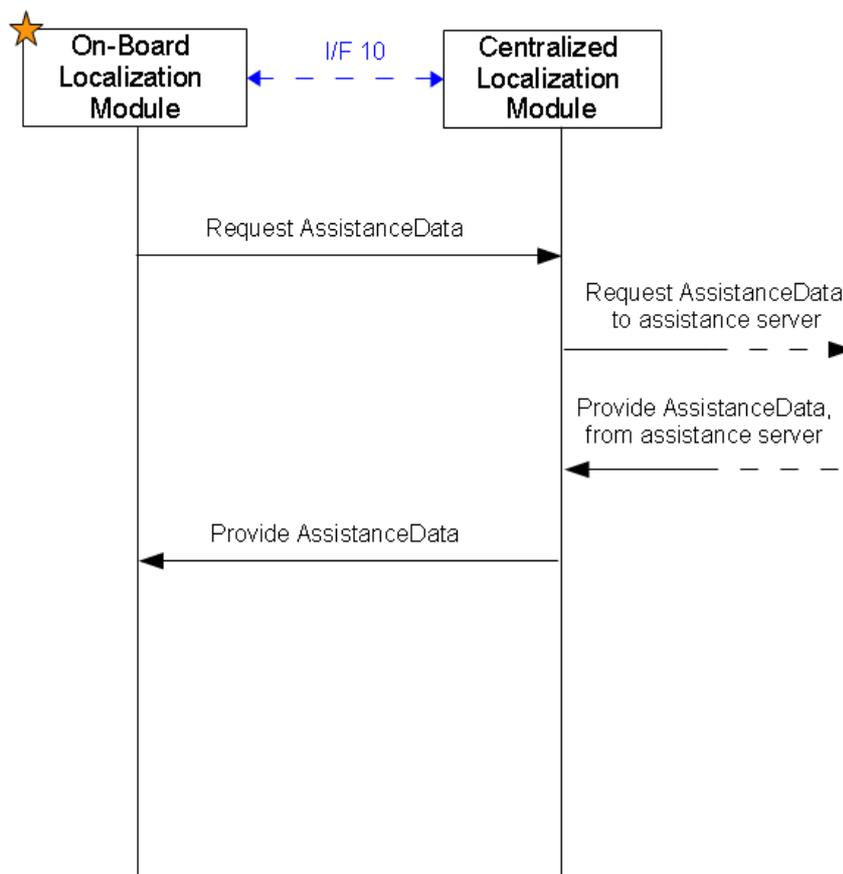 On-Board
Localization
Module
I/F 10
Centralized
Localization
Module
Request AssistanceData
Request AssistanceData
to assistance server
Provide AssistanceData,
from assistance server
Provide AssistanceData